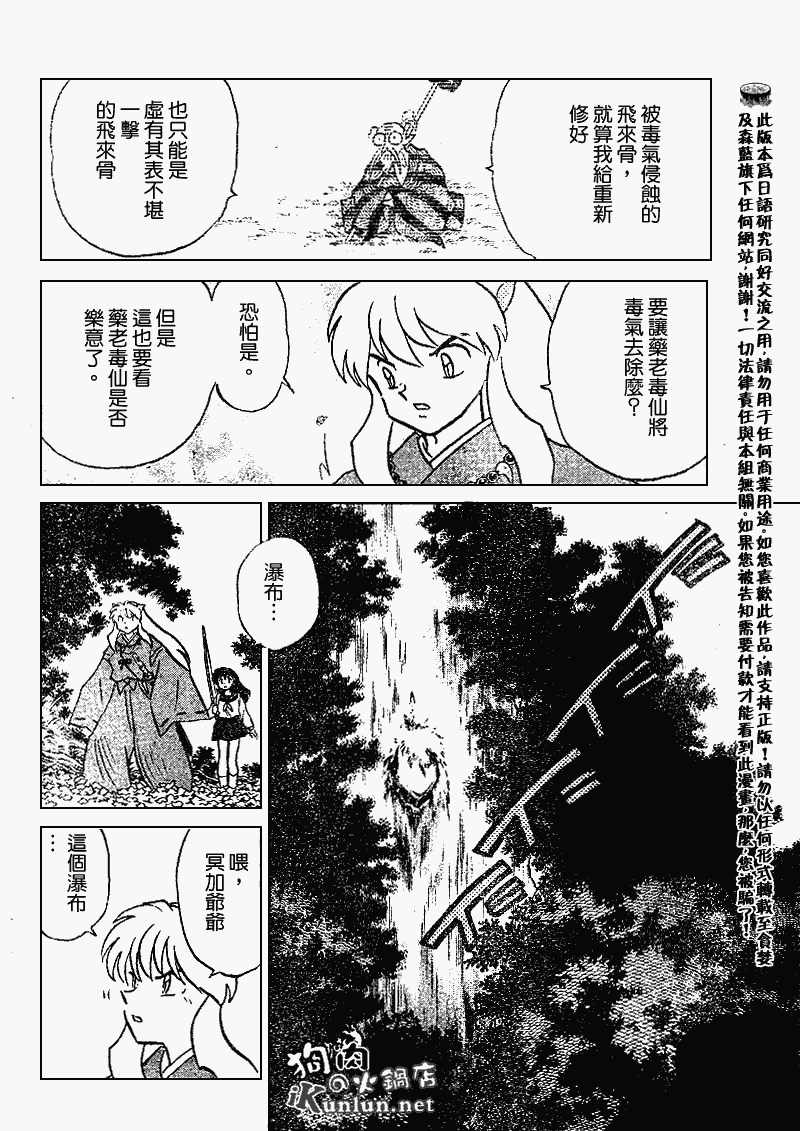 被毒氣侵蝕的
飛來骨，
就算我給重新
修好
也只能是
虛有其表不堪
一擊
的飛來骨
要讓藥老毒仙將
毒氣去除麼？
恐怕是。
但是
這也要看
藥老毒仙是否
樂意了。
瀑布…
ドドドド
喂，
冥加爺爺
這個瀑布
…
此版本爲日語研究同好交流之用，請勿用于任何商業用途。如您喜歡此作品，請支持正版！請勿以任何形式轉載至貪婪
及森藍旗下任何網站，謝謝！一切法律責任與本組無關。如果您被告知需要付款才能看到此漫畫，那麼，您被騙了！
狗肉の火鍋店
iKunlun.net